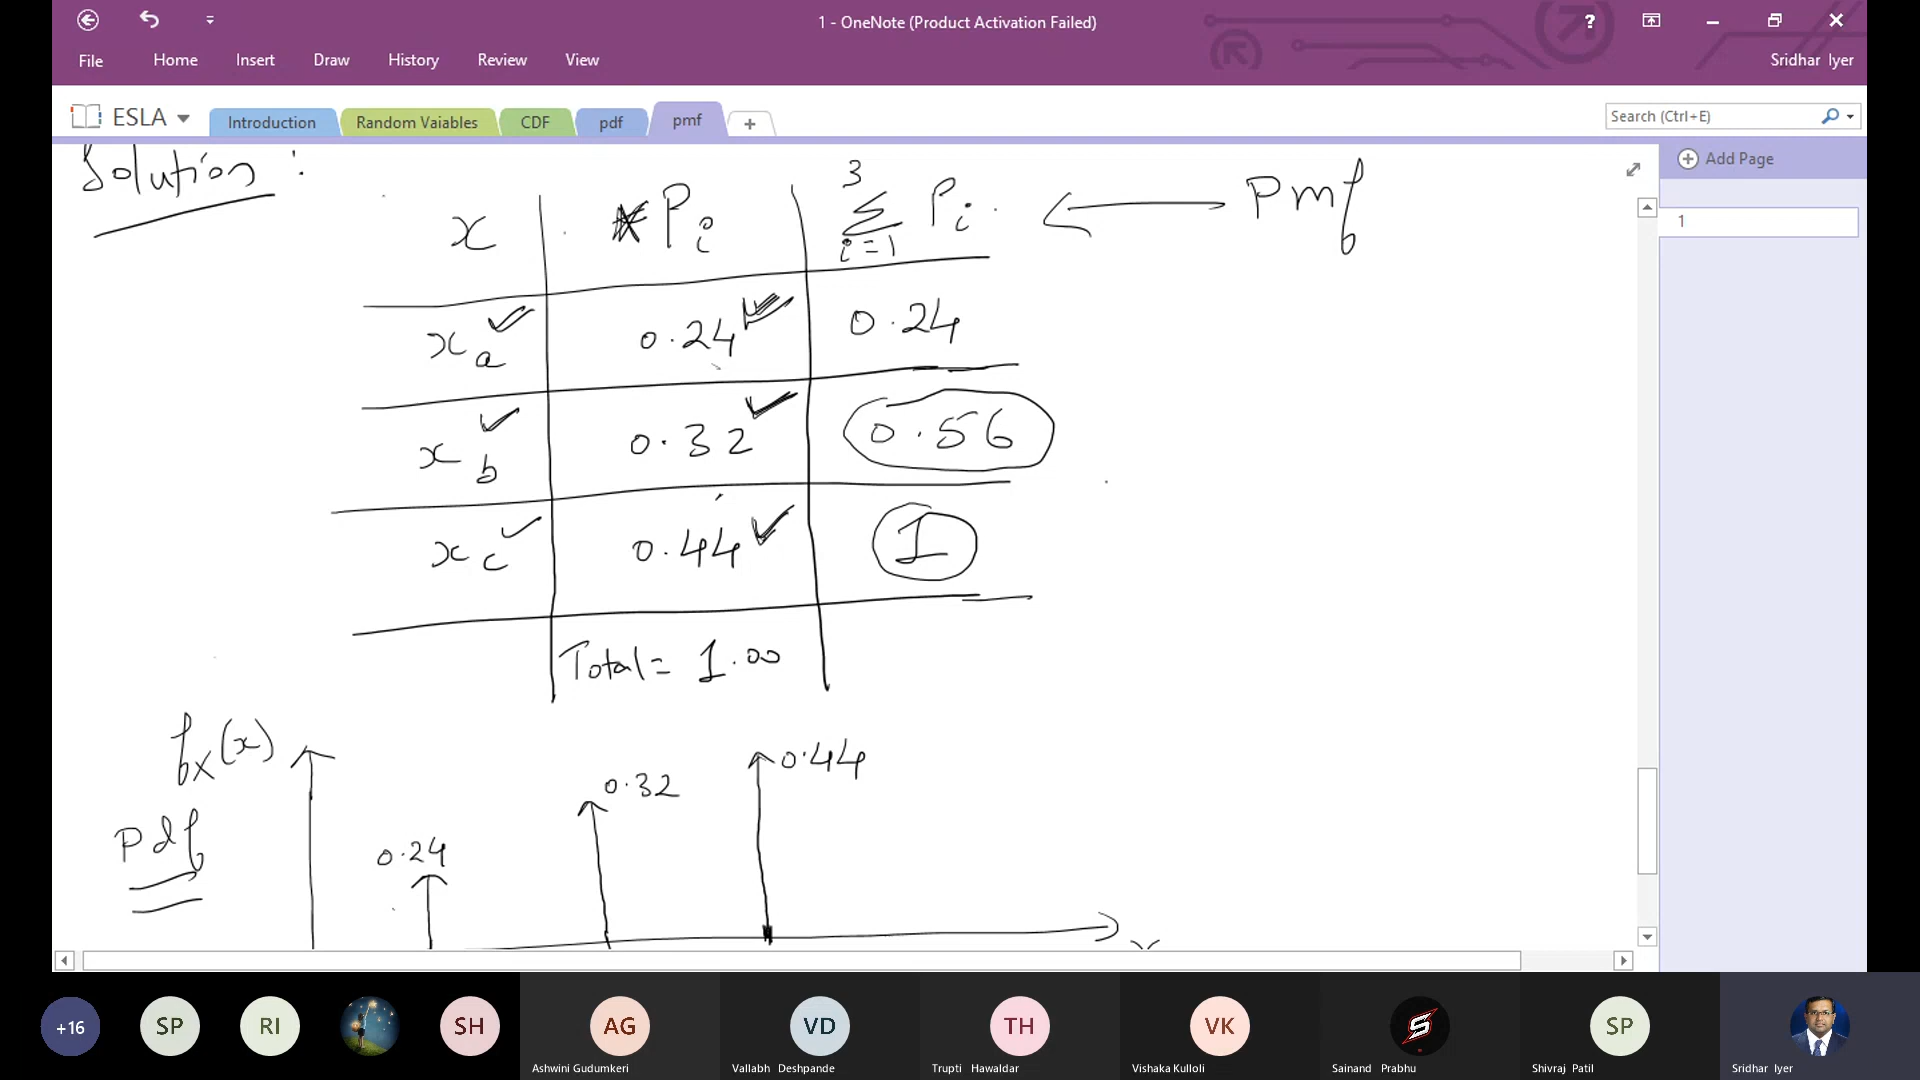 1 - OneNote (Product Activation Failed)
?
File Home Insert Draw History Review View
Sridhar Iyer
ESLA Introduction Random Vaiables CDF pdf pmf
Search (Ctrl+E)
Add Page
1
Solution :
x Pi 3 Σ i=1 Pi ← Pmf
xa 0.24 0.24
xb 0.32 0.56
xc 0.44 1
Total = 1.00
fx(x)
0.44
0.32
Pdf
0.24
+16 SP RI SH AG VD TH VK S SP
Ashwini Gudumkeri Vallabh Deshpande Trupti Hawaldar Vishaka Kulloli Sainand Prabhu Shivraj Patil Sridhar Iyer